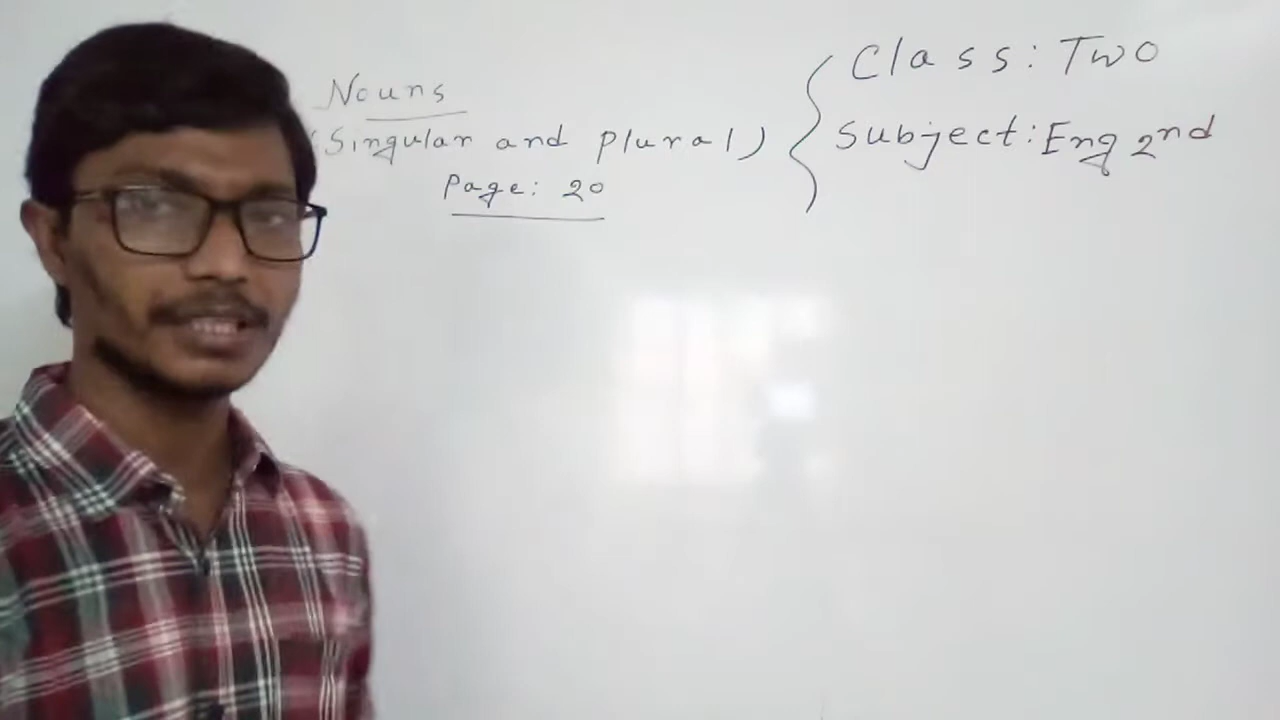 Nouns
(Singular and Plural)
Page: 20
Class: Two
Subject: Eng 2nd